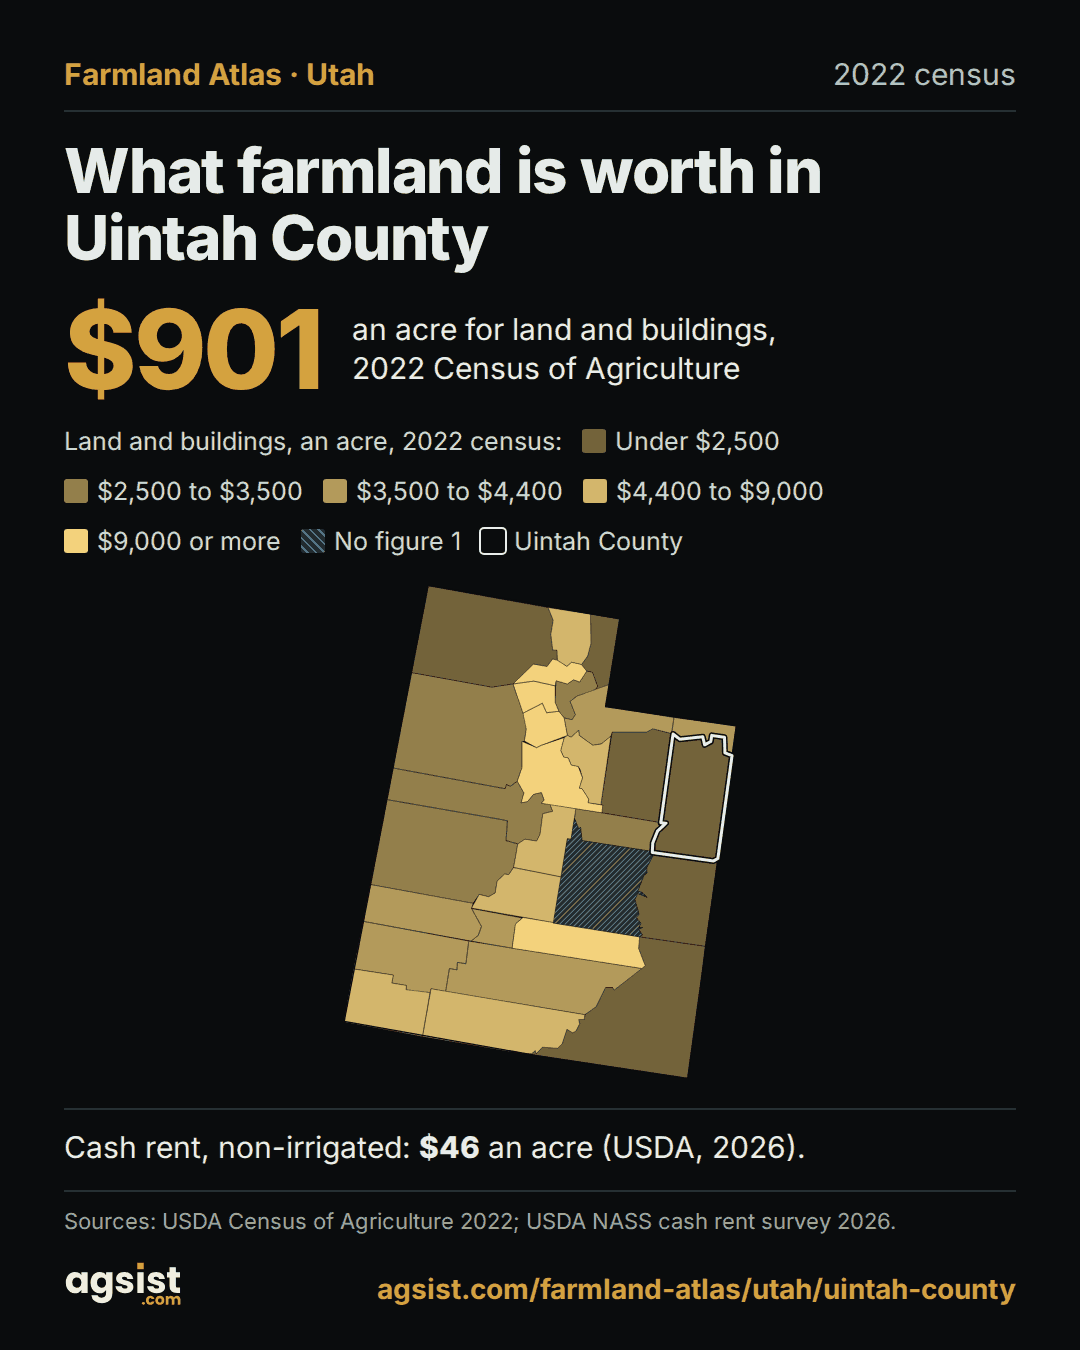 Farmland Atlas · Utah
2022 census
What farmland is worth in
Uintah County
$901
an acre for land and buildings,
2022 Census of Agriculture
Land and buildings, an acre, 2022 census: Under $2,500
$2,500 to $3,500 $3,500 to $4,400 $4,400 to $9,000
$9,000 or more No figure 1 Uintah County
Cash rent, non-irrigated: $46 an acre (USDA, 2026).
Sources: USDA Census of Agriculture 2022; USDA NASS cash rent survey 2026.
agsist
.com
agsist.com/farmland-atlas/utah/uintah-county